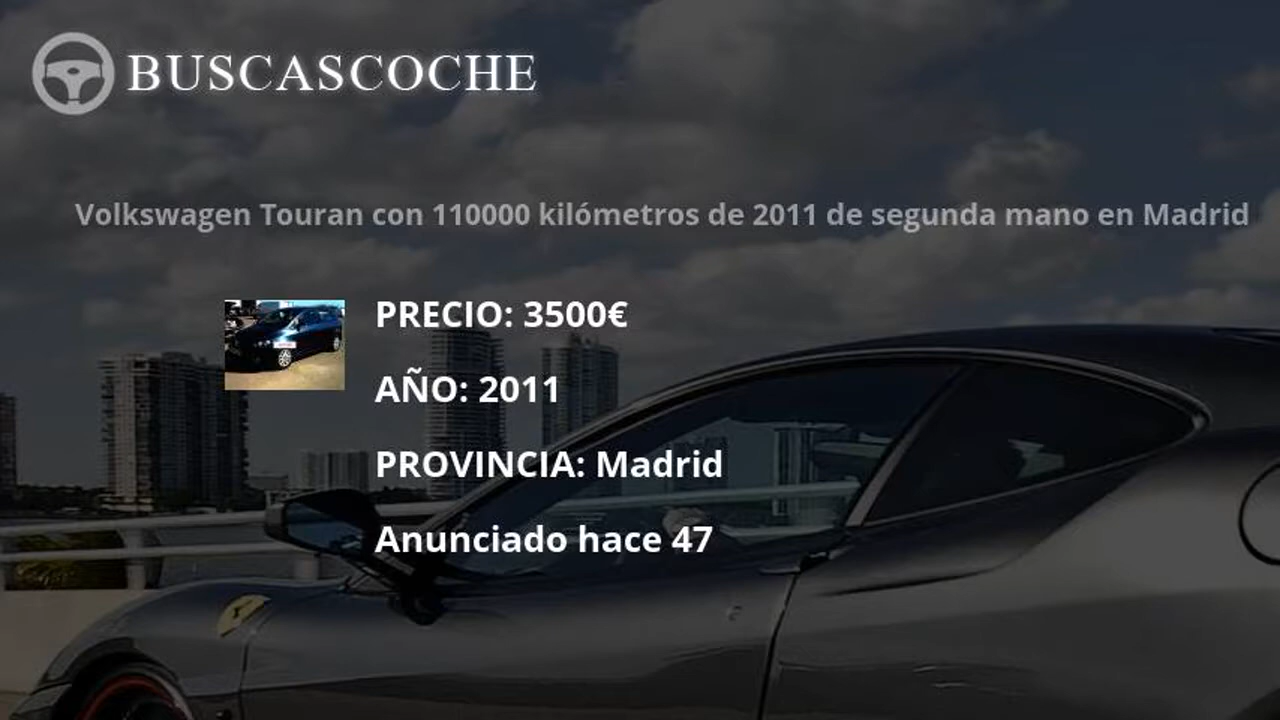 BUSCASCOCHE
Volkswagen Touran con 110000 kilómetros de 2011 de segunda mano en Madrid
PRECIO: 3500€
AÑO: 2011
PROVINCIA: Madrid
Anunciado hace 47